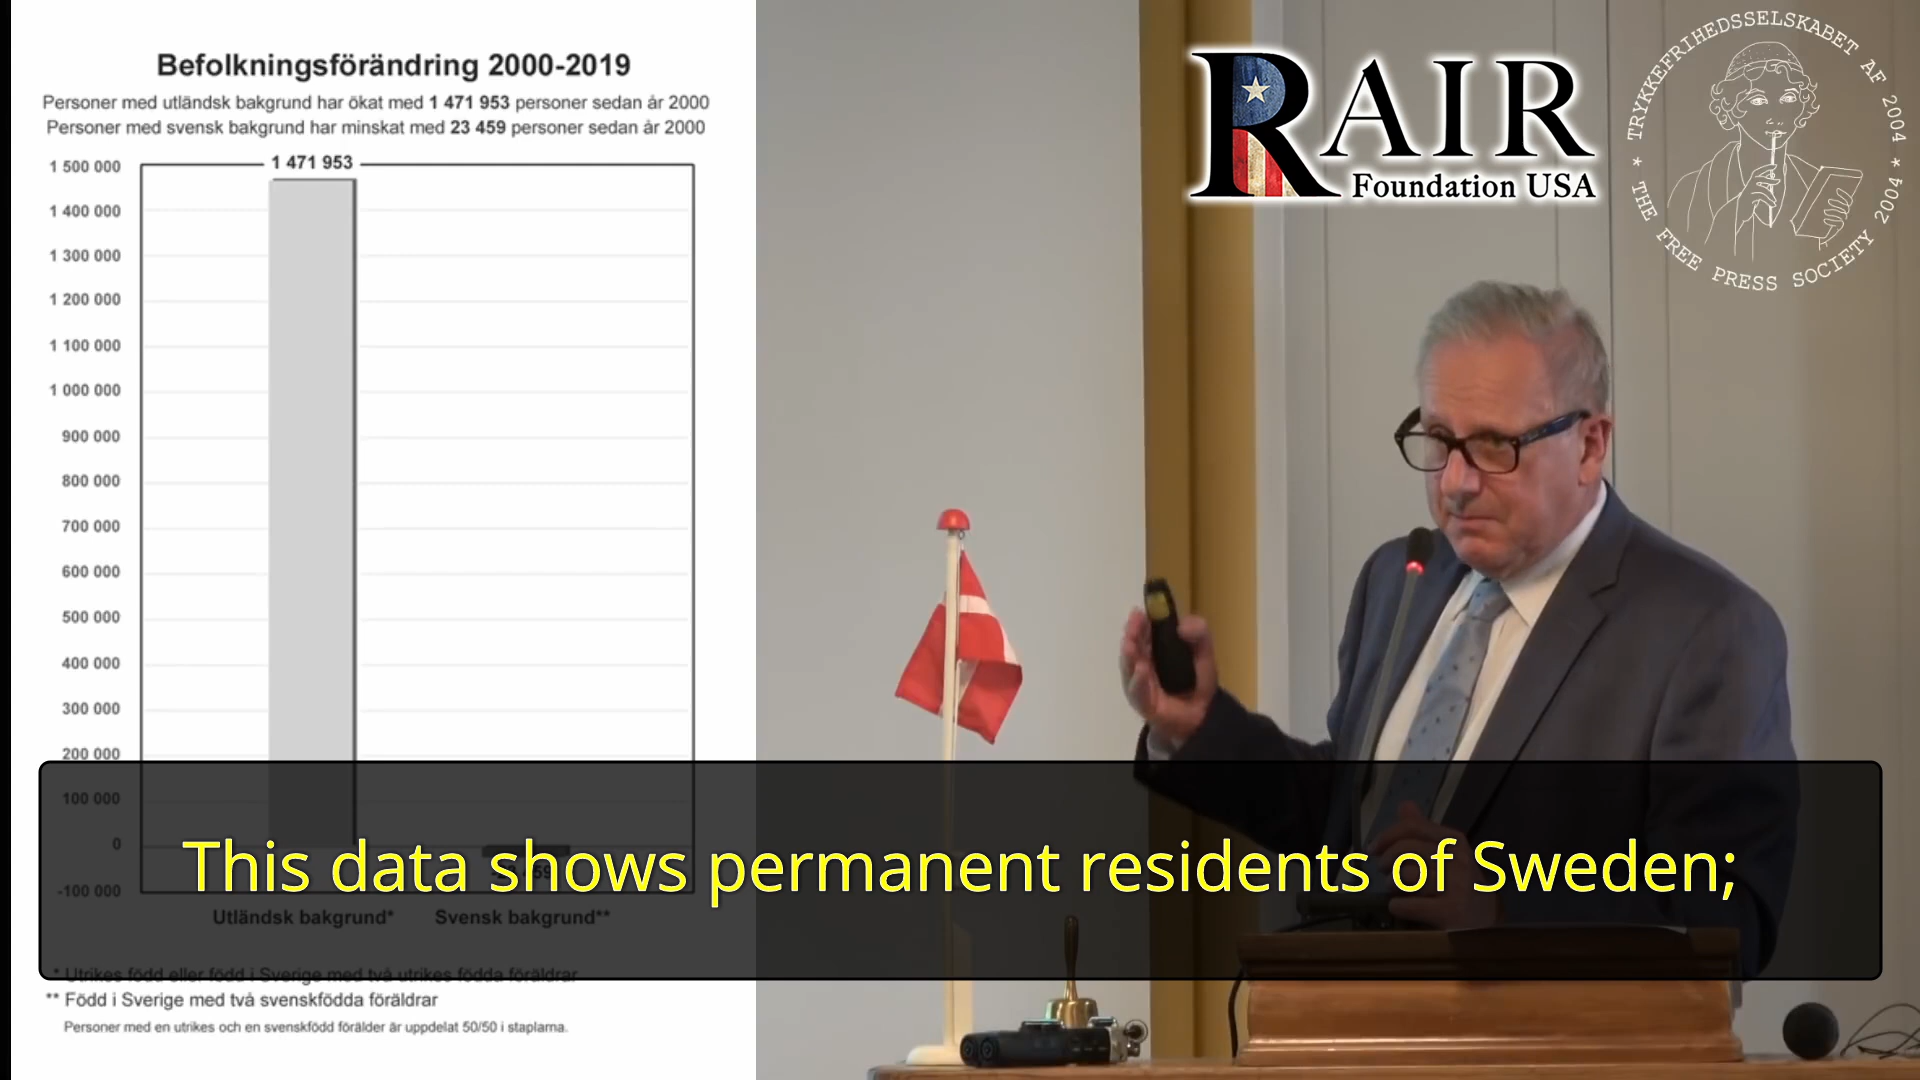 Befolkningsförändring 2000-2019
Personer med utländsk bakgrund har ökat med 1 471 953 personer sedan år 2000
Personer med svensk bakgrund har minskat med 23 459 personer sedan år 2000
1 471 953
1 500 000
1 400 000
1 300 000
1 200 000
1 100 000
1 000 000
900 000
800 000
700 000
600 000
500 000
400 000
300 000
200 000
100 000
0
-100 000
Utländsk bakgrund*
Svensk bakgrund**
* Utrikes född eller född i Sverige med två utrikes födda föräldrar
** Född i Sverige med två svenskfödda föräldrar
Personer med en utrikes och en svenskfödd förälder är uppdelat 50/50 i staplarna.
RAIR
Foundation USA
* TRYKKEFRIHEDSSELSKABET AF 2004 *
THE FREE PRESS SOCIETY 2004
This data shows permanent residents of Sweden;